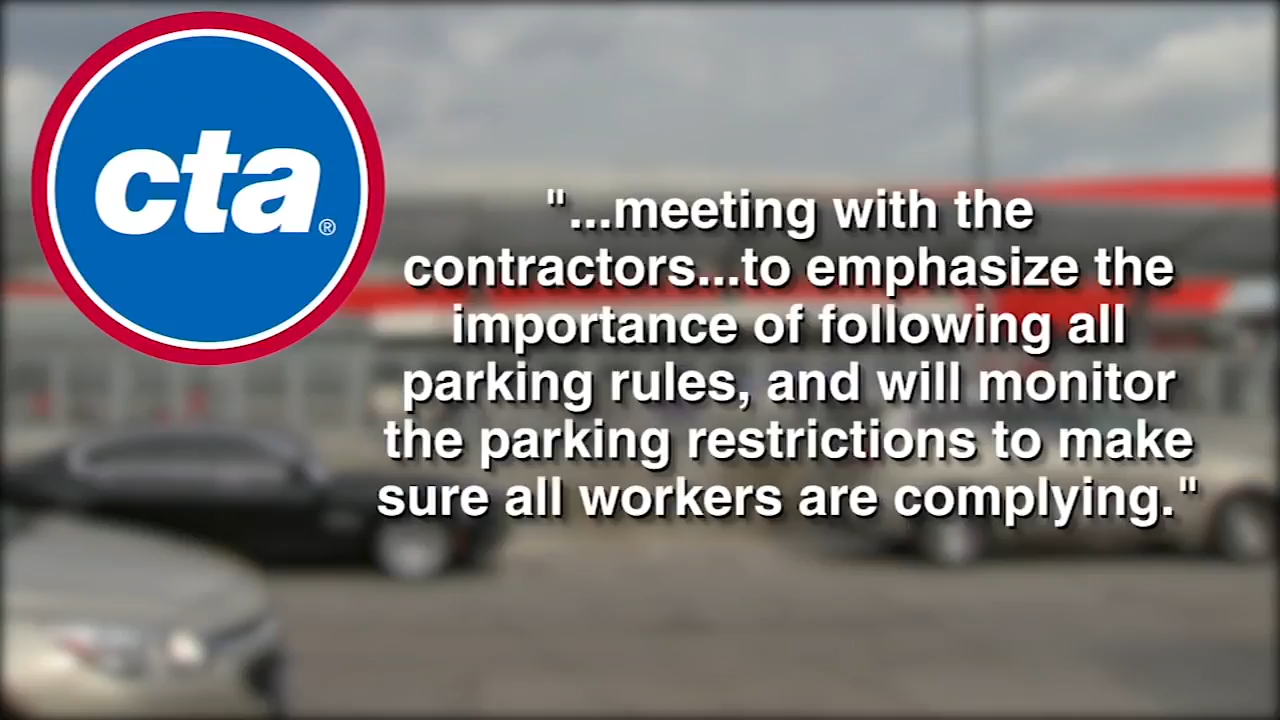 cta®
"...meeting with the
contractors...to emphasize the
importance of following all
parking rules, and will monitor
the parking restrictions to make
sure all workers are complying."